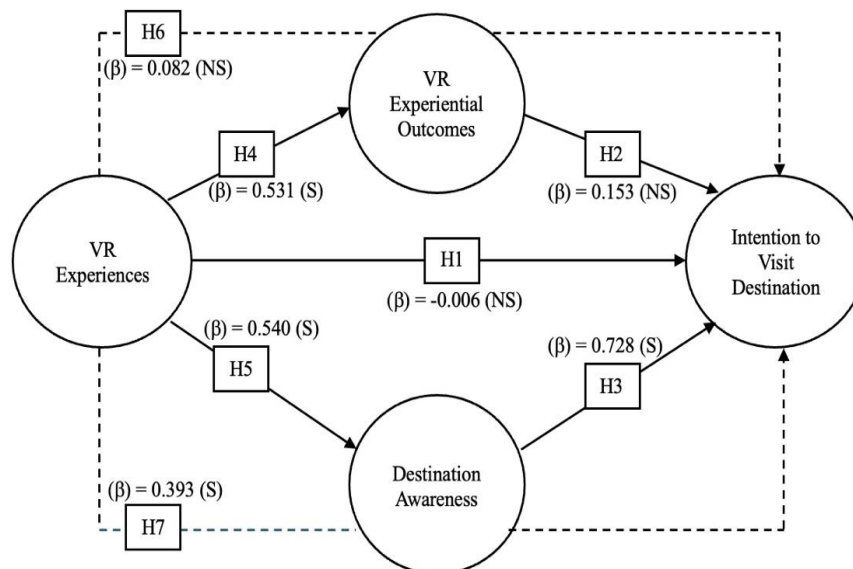 H6
(β) = 0.082 (NS)
VR
Experiential
Outcomes
H4
(β) = 0.531 (S)
H2
(β) = 0.153 (NS)
VR
Experiences
H1
(β) = -0.006 (NS)
Intention to
Visit
Destination
(β) = 0.540 (S)
H5
(β) = 0.728 (S)
H3
Destination
Awareness
(β) = 0.393 (S)
H7